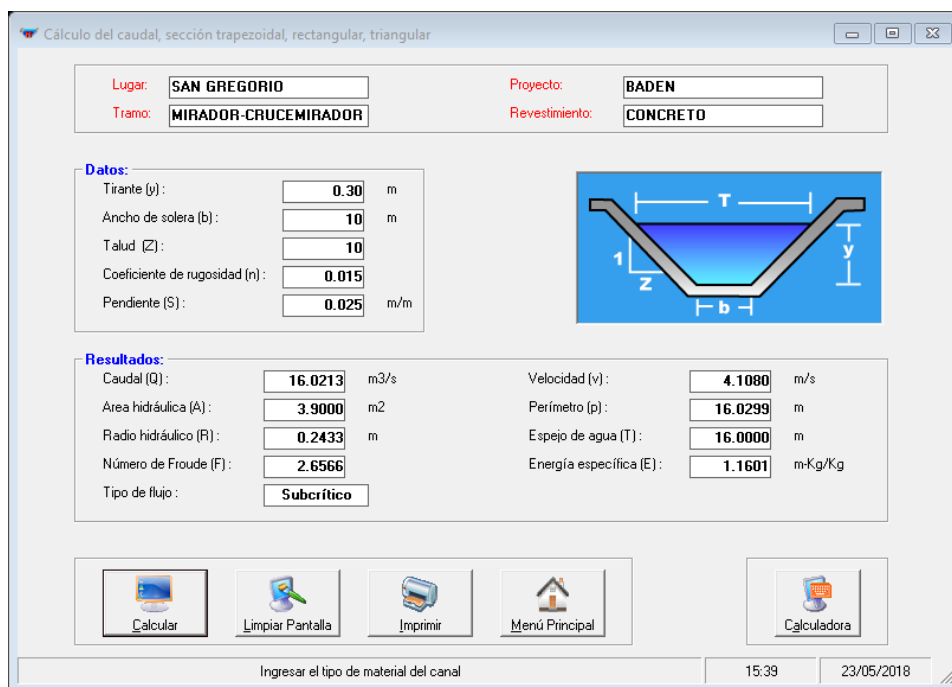 Cálculo del caudal, sección trapezoidal, rectangular, triangular
Lugar: SAN GREGORIO Proyecto: BADEN
Tramo: MIRADOR-CRUCEMIRADOR Revestimiento: CONCRETO
Datos:
Tirante (y) : 0.30 m
Ancho de solera (b) : 10 m
Talud (Z) : 10
Coeficiente de rugosidad (n) : 0.015
Pendiente (S) : 0.025 m/m
T
1
Z
b
y
Resultados:
Caudal (Q) : 16.0213 m3/s Velocidad (v) : 4.1080 m/s
Area hidráulica (A) : 3.9000 m2 Perímetro (p) : 16.0299 m
Radio hidráulico (R) : 0.2433 m Espejo de agua (T) : 16.0000 m
Número de Froude (F) : 2.6566 Energía específica (E) : 1.1601 m-Kg/Kg
Tipo de flujo : Subcrítico
Calcular Limpiar Pantalla Imprimir Menú Principal Calculadora
Ingresar el tipo de material del canal 15:39 23/05/2018